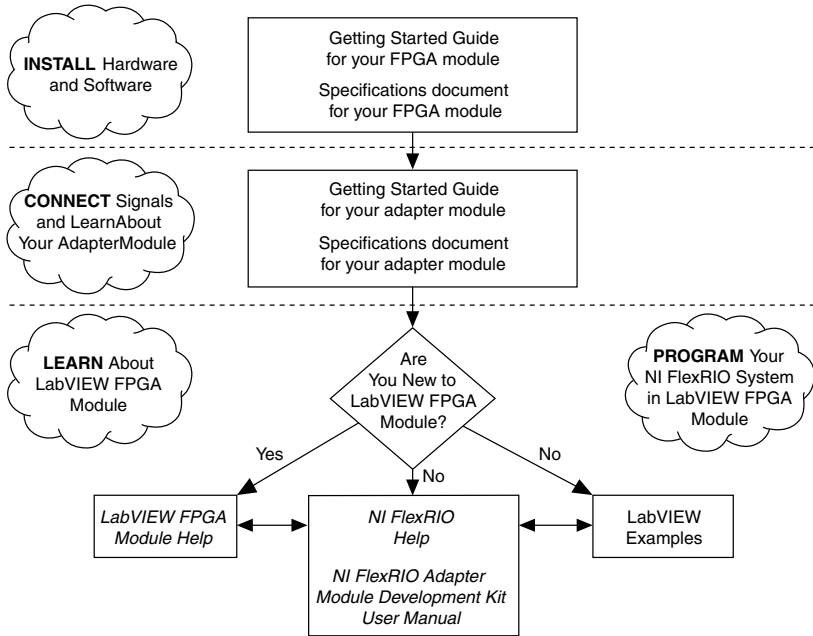 INSTALL Hardware
and Software
Getting Started Guide
for your FPGA module
Specifications document
for your FPGA module
CONNECT Signals
and LearnAbout
Your AdapterModule
Getting Started Guide
for your adapter module
Specifications document
for your adapter module
LEARN About
LabVIEW FPGA
Module
Are
You New to
LabVIEW FPGA
Module?
PROGRAM Your
NI FlexRIO System
in LabVIEW FPGA
Module
Yes
No
No
LabVIEW FPGA
Module Help
NI FlexRIO
Help
NI FlexRIO Adapter
Module Development Kit
User Manual
LabVIEW
Examples